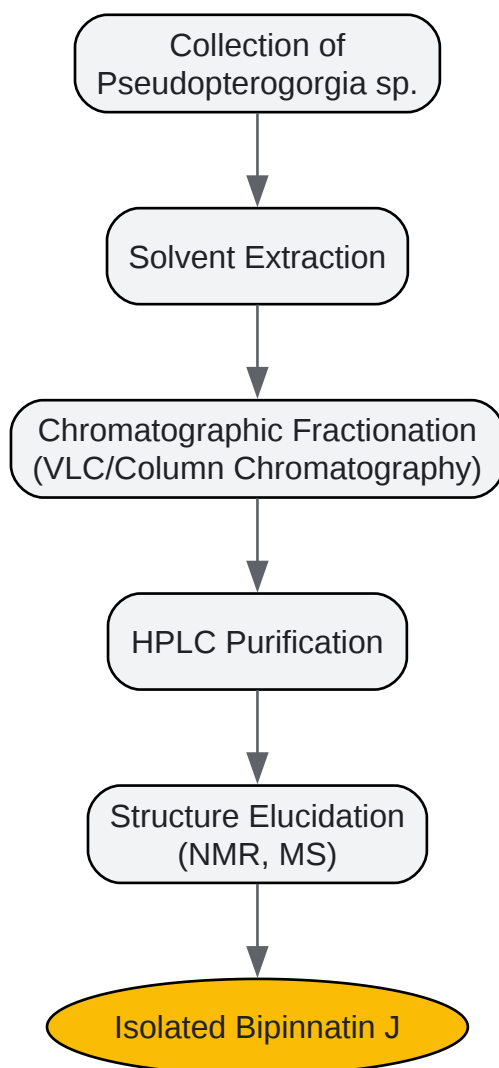 Collection of
Pseudopterogorgia sp.
Solvent Extraction
Chromatographic Fractionation
(VLC/Column Chromatography)
HPLC Purification
Structure Elucidation
(NMR, MS)
Isolated Bipinnatin J